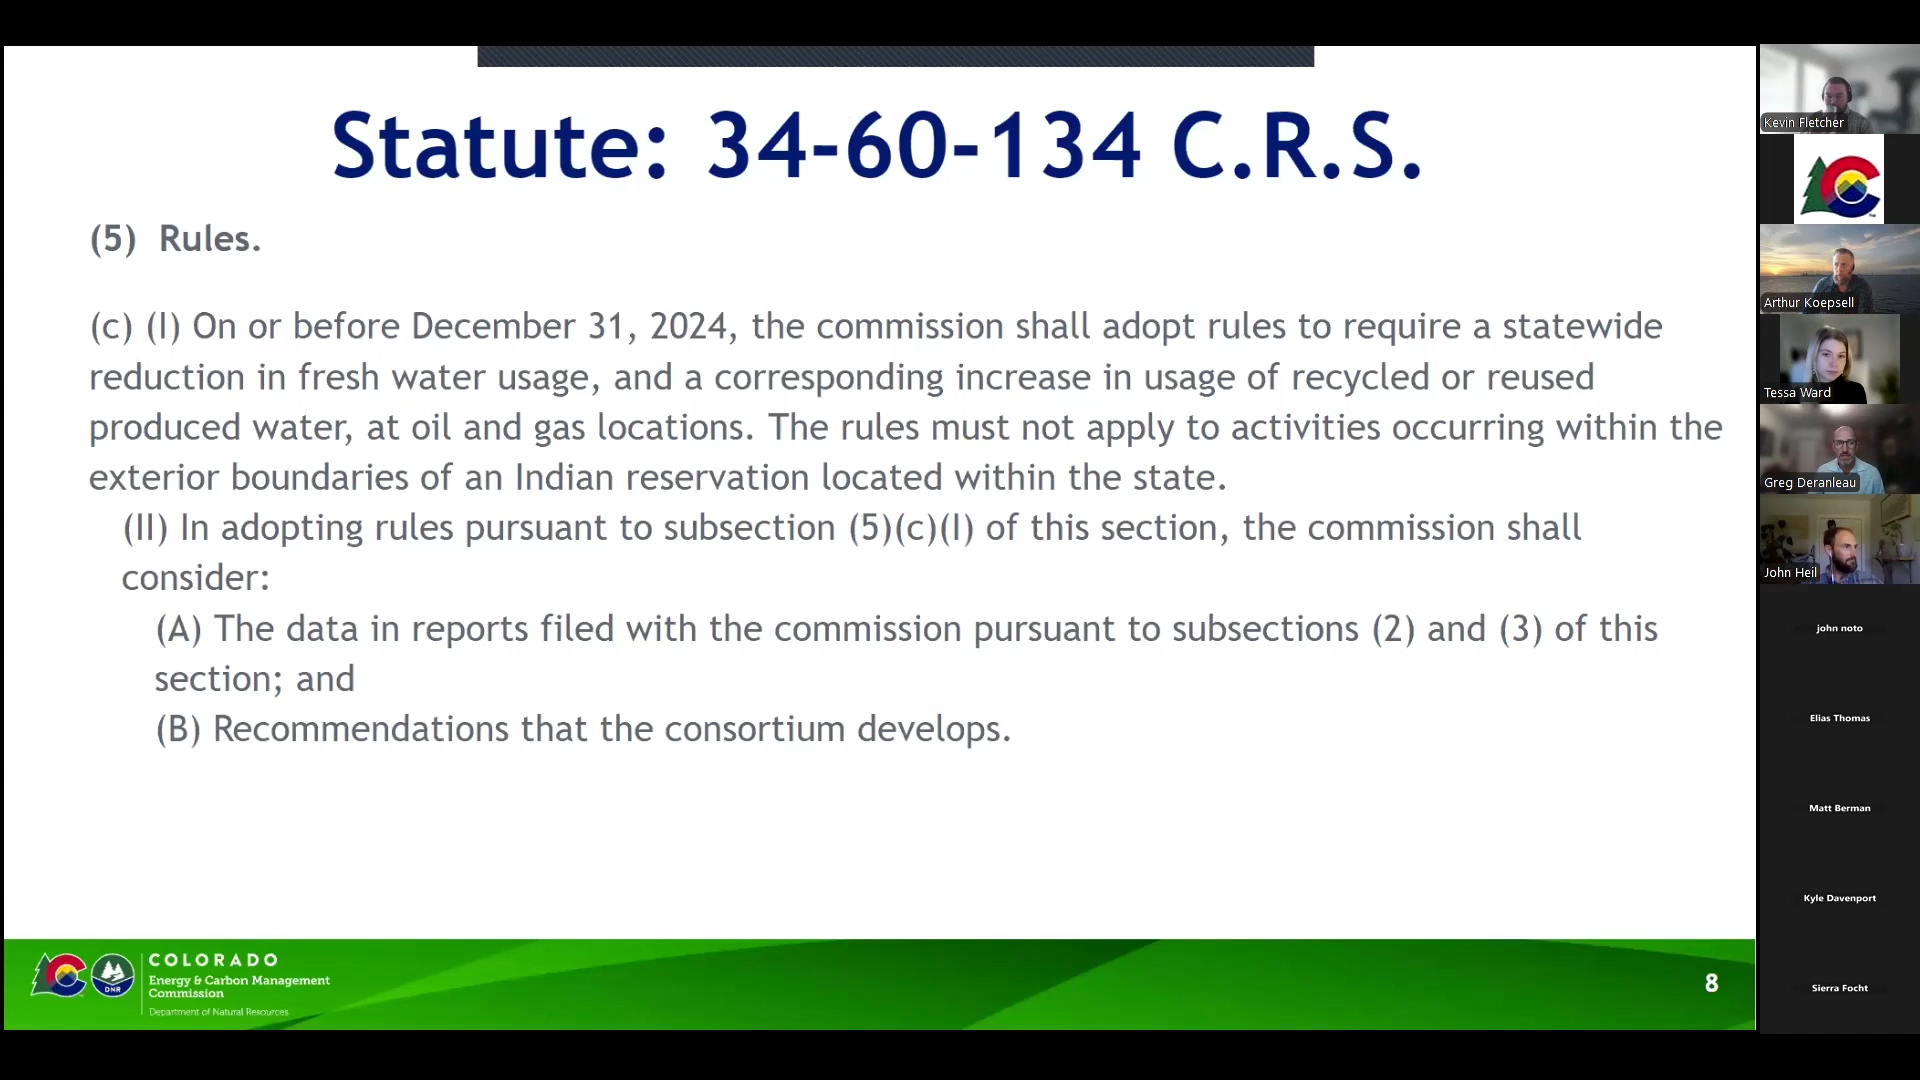 Statute: 34-60-134 C.R.S.
(5) Rules.
(c) (I) On or before December 31, 2024, the commission shall adopt rules to require a statewide
reduction in fresh water usage, and a corresponding increase in usage of recycled or reused
produced water, at oil and gas locations. The rules must not apply to activities occurring within the
exterior boundaries of an Indian reservation located within the state.
(II) In adopting rules pursuant to subsection (5)(c)(I) of this section, the commission shall
consider:
(A) The data in reports filed with the commission pursuant to subsections (2) and (3) of this
section; and
(B) Recommendations that the consortium develops.
DNR
COLORADO
Energy & Carbon Management
Commission
Department of Natural Resources
8
Kevin Fletcher
Arthur Koepsell
Tessa Ward
Greg Deranleau
John Heil
john noto
Elias Thomas
Matt Berman
Kyle Davenport
Sierra Focht